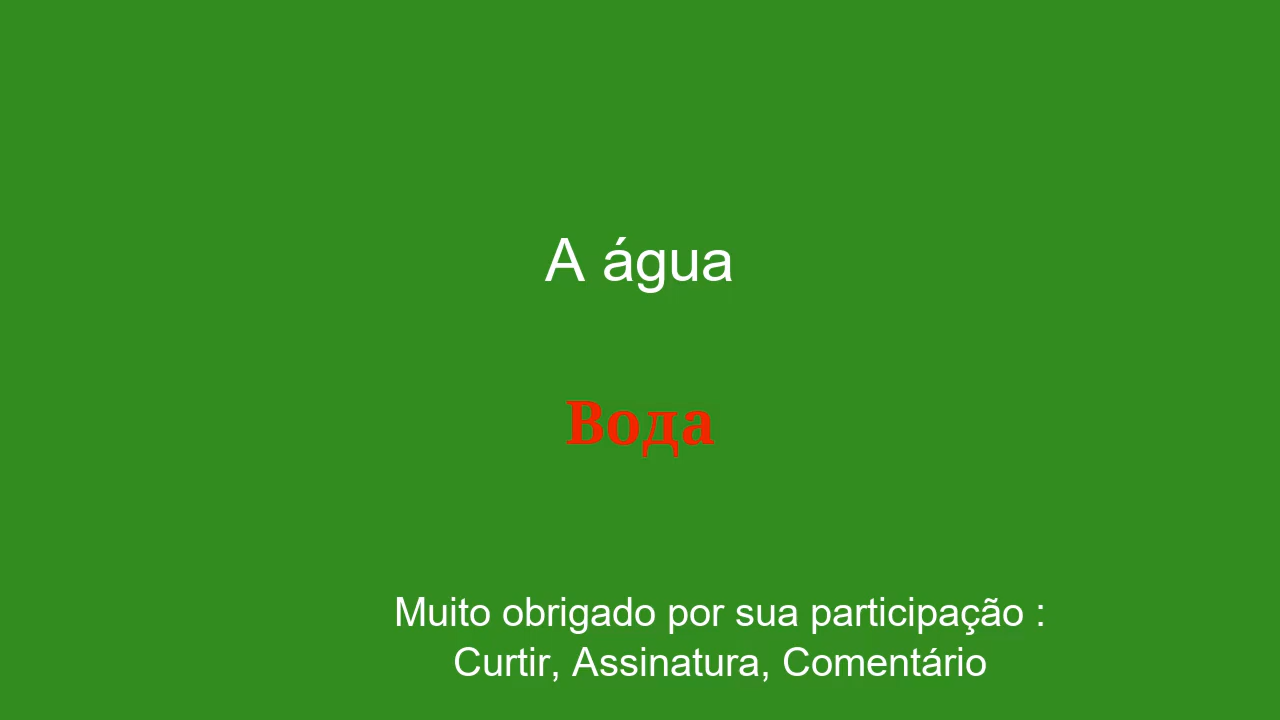 A água
Вода
Muito obrigado por sua participação :
Curtir, Assinatura, Comentário